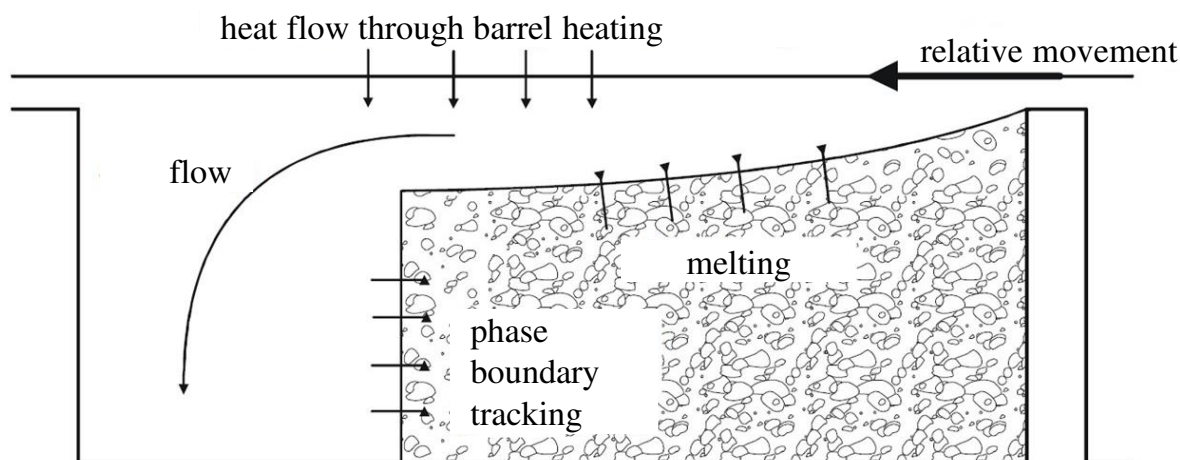 heat flow through barrel heating
relative movement
flow
melting
phase
boundary
tracking